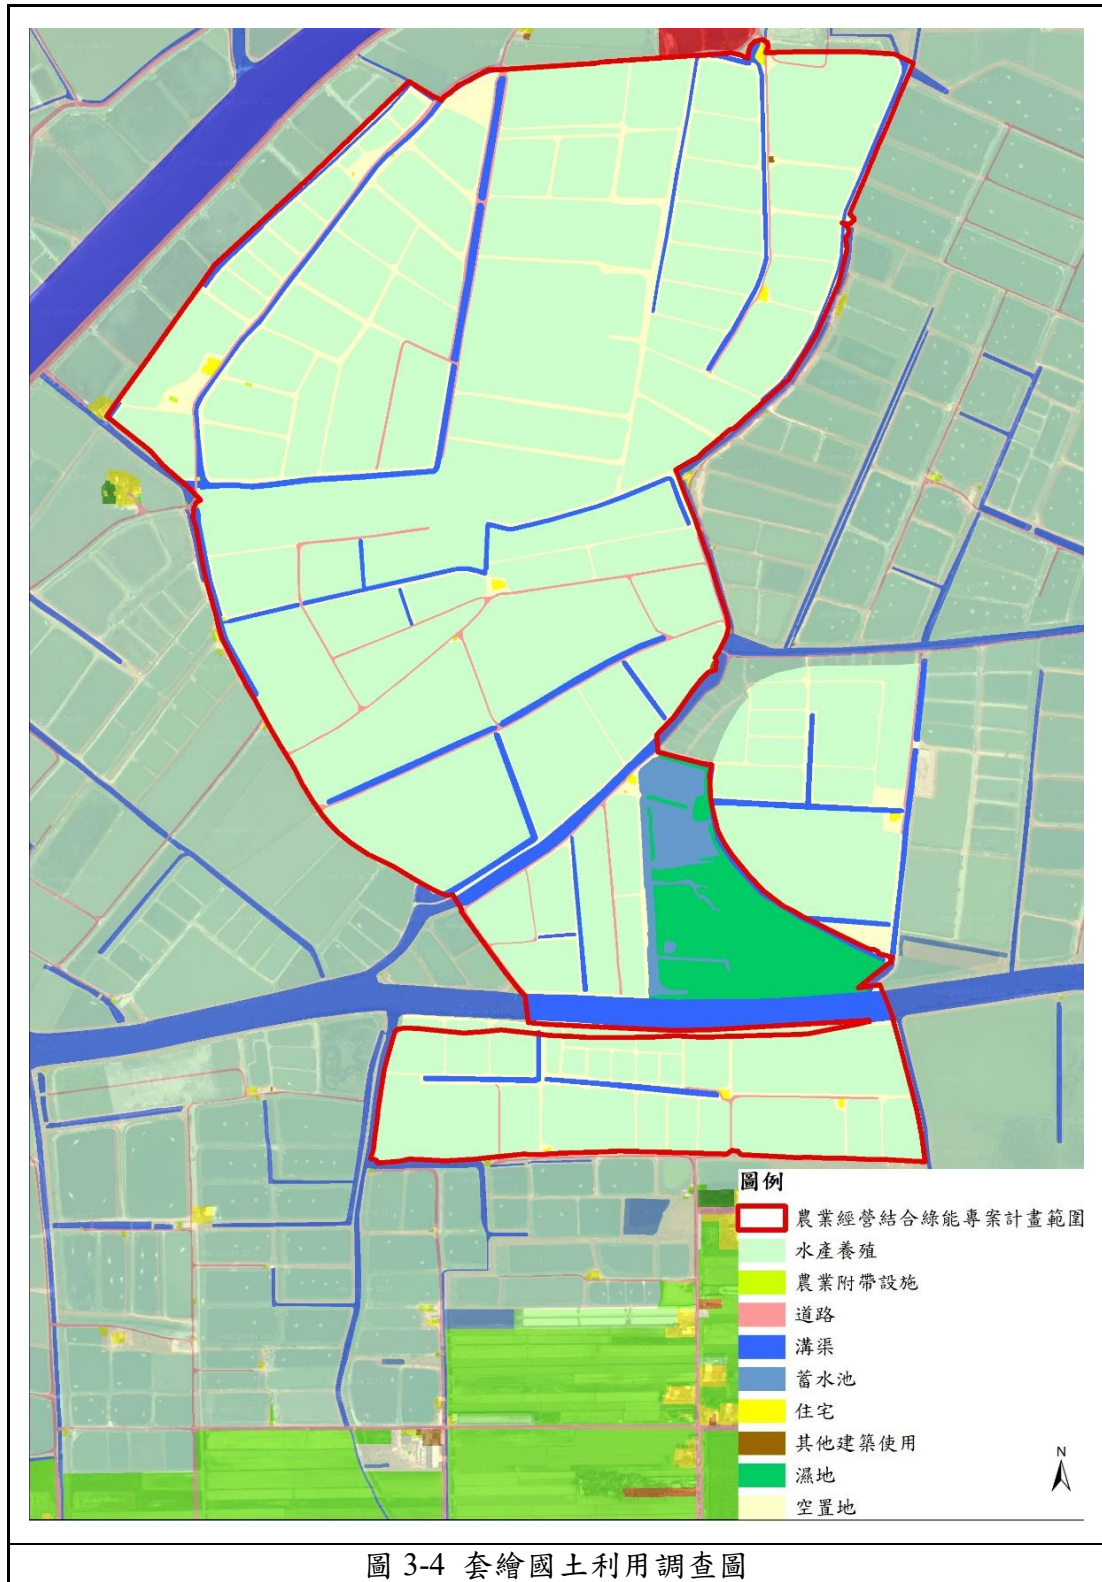 圖例
農業經營結合綠能專案計畫範圍
水產養殖
農業附帶設施
道路
溝渠
蓄水池
住宅
其他建築使用
濕地
空置地
N
圖 3-4 套繪國土利用調查圖